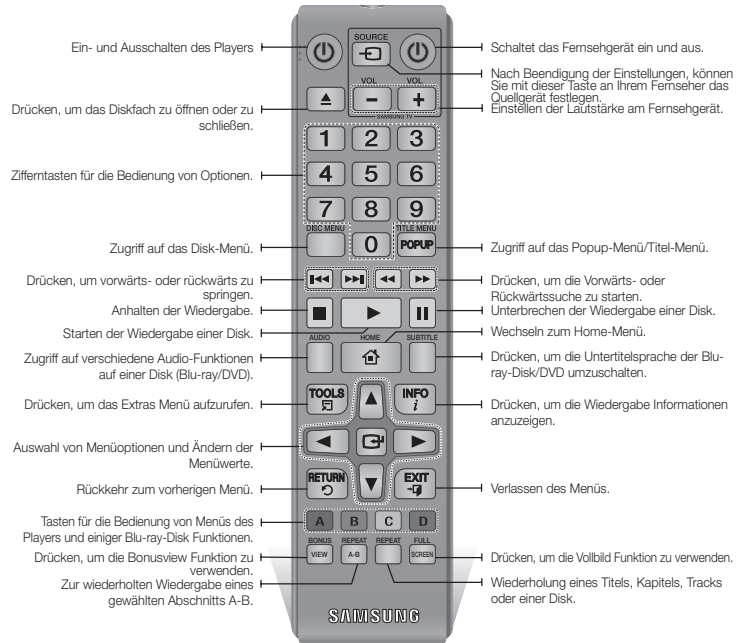 Ein- und Ausschalten des Players
Drücken, um das Diskfach zu öffnen oder zu
schließen.
Zifferntasten für die Bedienung von Optionen.
Zugriff auf das Disk-Menü.
Drücken, um vorwärts- oder rückwärts zu
springen.
Anhalten der Wiedergabe.
Starten der Wiedergabe einer Disk.
Zugriff auf verschiedene Audio-Funktionen
auf einer Disk (Blu-ray/DVD).
Drücken, um das Extras Menü aufzurufen.
Auswahl von Menüoptionen und Ändern der
Menüwerte.
Rückkehr zum vorherigen Menü.
Tasten für die Bedienung von Menüs des
Players und einiger Blu-ray-Disk Funktionen.
Drücken, um die Bonusview Funktion zu
verwenden.
Zur wiederholten Wiedergabe eines
gewählten Abschnitts A-B.
SOURCE
VOL VOL
SAMSUNG TV
1 2 3
4 5 6
7 8 9
DISC MENU TITLE MENU
0 POPUP
AUDIO HOME SUBTITLE
TOOLS INFO
i
RETURN EXIT
A B C D
BONUS REPEAT REPEAT FULL
VIEW A-B SCREEN
SAMSUNG
Schaltet das Fernsehgerät ein und aus.
Nach Beendigung der Einstellungen, können
Sie mit dieser Taste an Ihrem Fernseher das
Quellgerät festlegen.
Einstellen der Lautstärke am Fernsehgerät.
Zugriff auf das Popup-Menü/Titel-Menü.
Drücken, um die Vorwärts- oder
Rückwärtssuche zu starten.
Unterbrechen der Wiedergabe einer Disk.
Wechseln zum Home-Menü.
Drücken, um die Untertitelsprache der Blu-
ray-Disk/DVD umzuschalten.
Drücken, um die Wiedergabe Informationen
anzuzeigen.
Verlassen des Menüs.
Drücken, um die Vollbild Funktion zu verwenden.
Wiederholung eines Titels, Kapitels, Tracks
oder einer Disk.